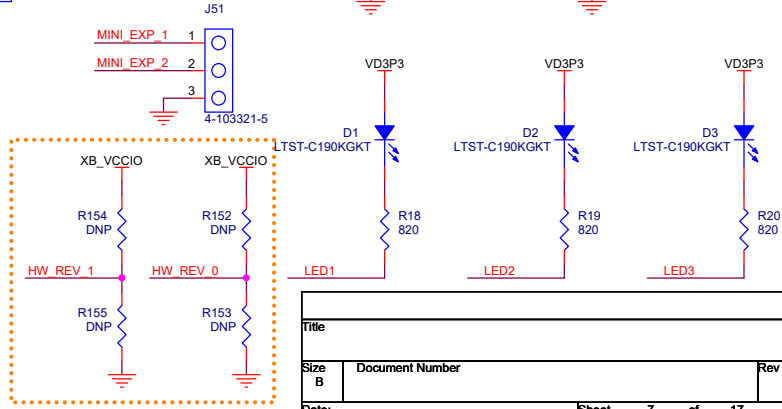 J51
MINI_EXP_1 1
MINI_EXP_2 2
3
4-103321-5
VD3P3
VD3P3
VD3P3
D1
LTST-C190KGKT
D2
LTST-C190KGKT
D3
LTST-C190KGKT
XB_VCCIO
XB_VCCIO
R154
DNP
R152
DNP
R18
820
R19
820
R20
820
HW_REV_1
HW_REV_0
LED1
LED2
LED3
R155
DNP
R153
DNP
Title
Size
B
Document Number
Rev
Date:
Sheet 7 of 17